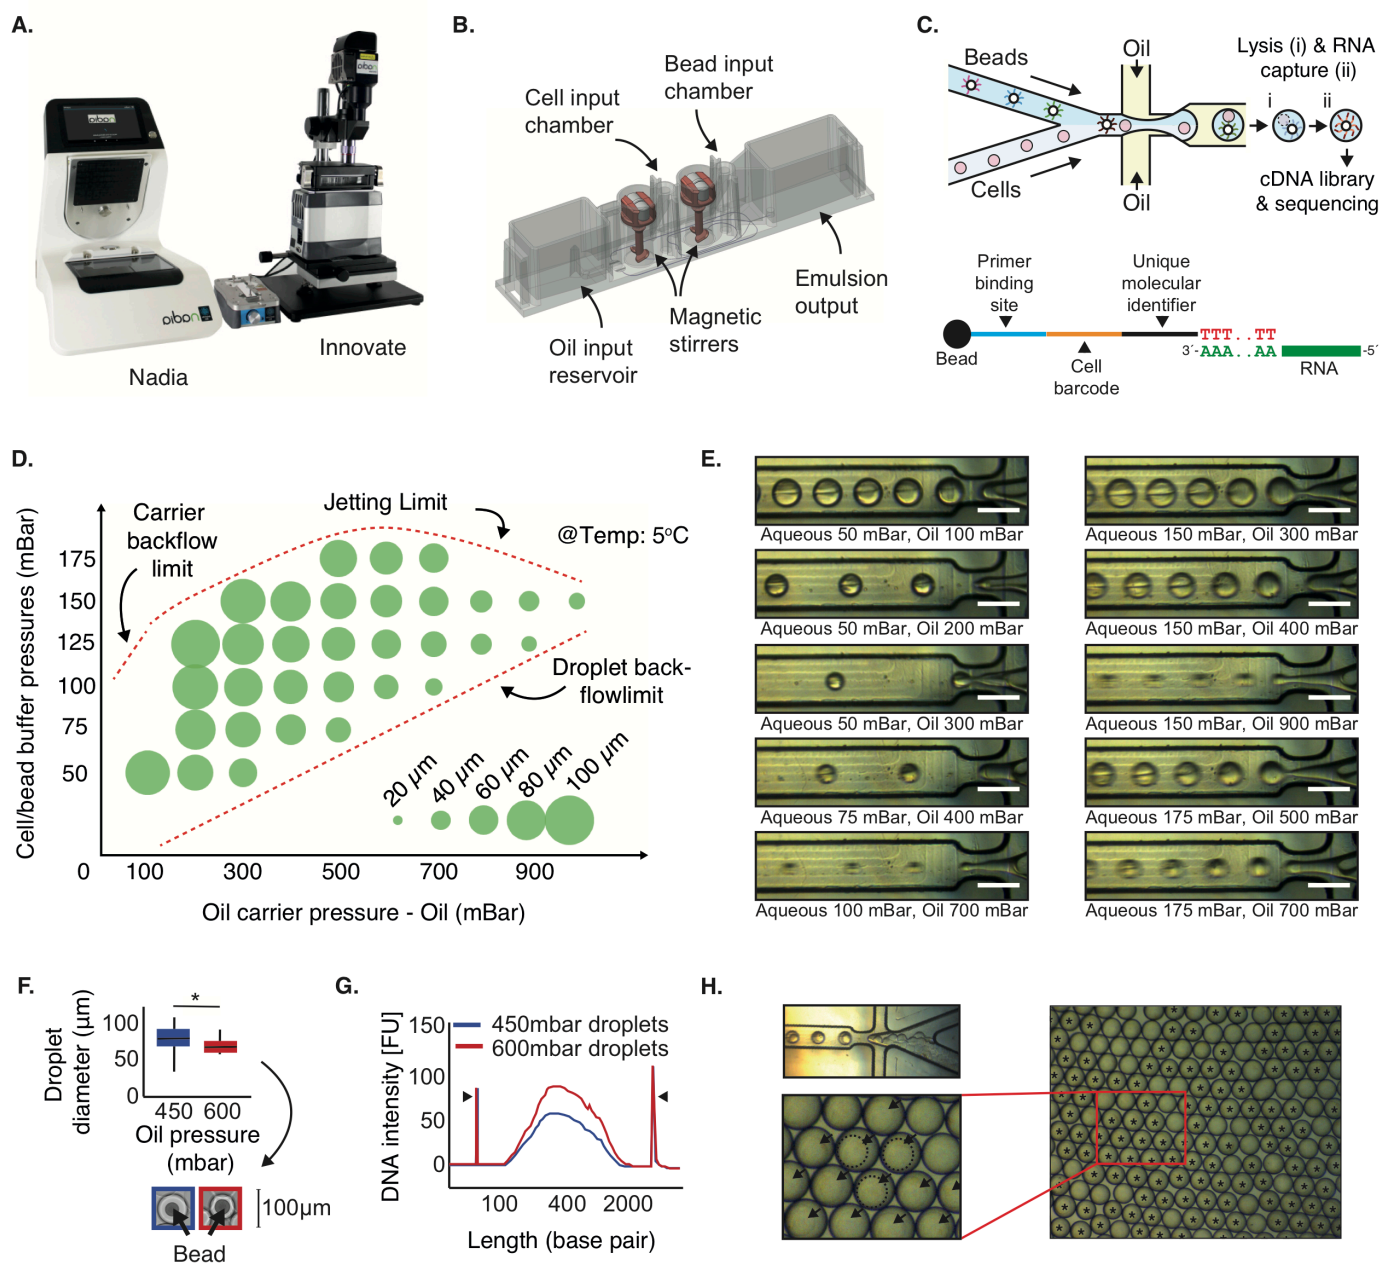 A.
Nadia
Innovate
B.
Cell input
chamber
Bead input
chamber
Oil input
reservoir
Magnetic
stirrers
Emulsion
output
C.
Beads
Cells
Oil
Oil
Lysis (i) & RNA
capture (ii)
i
ii
cDNA library
& sequencing
Primer
binding
site
Unique
molecular
identifier
Bead
Cell
barcode
TTT..TT
3´-AAA..AA-5´
RNA
D.
Cell/bead buffer pressures (mBar)
Carrier
backflow
limit
Jetting Limit
@Temp: 5°C
Droplet back-
flowlimit
175
150
125
100
75
50
20 µm
40 µm
60 µm
80 µm
100 µm
0 100 300 500 700 900
Oil carrier pressure - Oil (mBar)
E.
Aqueous 50 mBar, Oil 100 mBar
Aqueous 150 mBar, Oil 300 mBar
Aqueous 50 mBar, Oil 200 mBar
Aqueous 150 mBar, Oil 400 mBar
Aqueous 50 mBar, Oil 300 mBar
Aqueous 150 mBar, Oil 900 mBar
Aqueous 75 mBar, Oil 400 mBar
Aqueous 175 mBar, Oil 500 mBar
Aqueous 100 mBar, Oil 700 mBar
Aqueous 175 mBar, Oil 700 mBar
F.
Droplet
diameter (µm)
100
50
0
*
450 600
Oil pressure
(mbar)
100µm
Bead
G.
DNA intensity [FU]
150
100
50
0
450mbar droplets
600mbar droplets
100 400 2000
Length (base pair)
H.